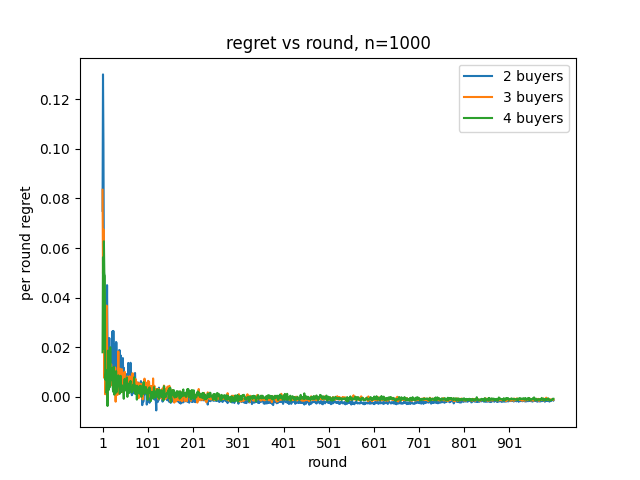 regret vs round, n=1000
2 buyers
3 buyers
4 buyers
per round regret
0.12
0.10
0.08
0.06
0.04
0.02
0.00
1 101 201 301 401 501 601 701 801 901
round